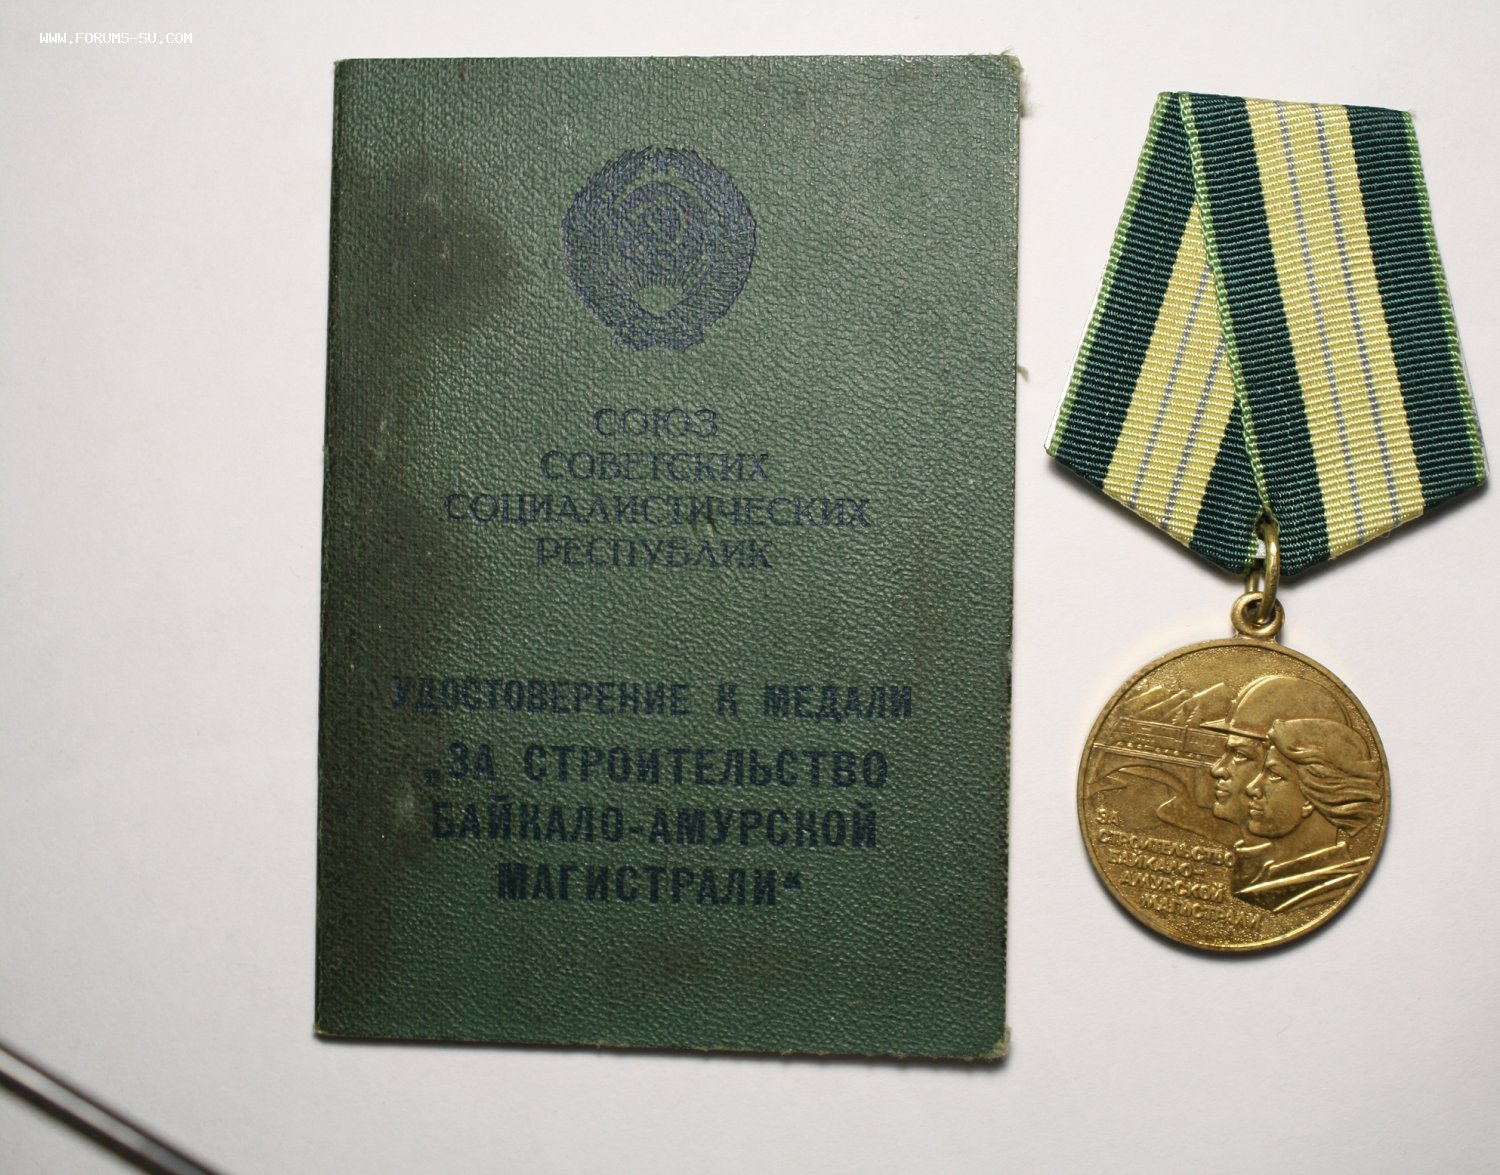 WWW.FORUMS-SU.COM
СОЮЗ
СОВЕТСКИХ
СОЦИАЛИСТИЧЕСКИХ
РЕСПУБЛИК
УДОСТОВЕРЕНИЕ К МЕДАЛИ
„ЗА СТРОИТЕЛЬСТВО
БАЙКАЛО-АМУРСКОЙ
МАГИСТРАЛИ“
ЗА
СТРОИТЕЛЬСТВО
БАЙКАЛО-
АМУРСКОЙ
МАГИСТРАЛИ